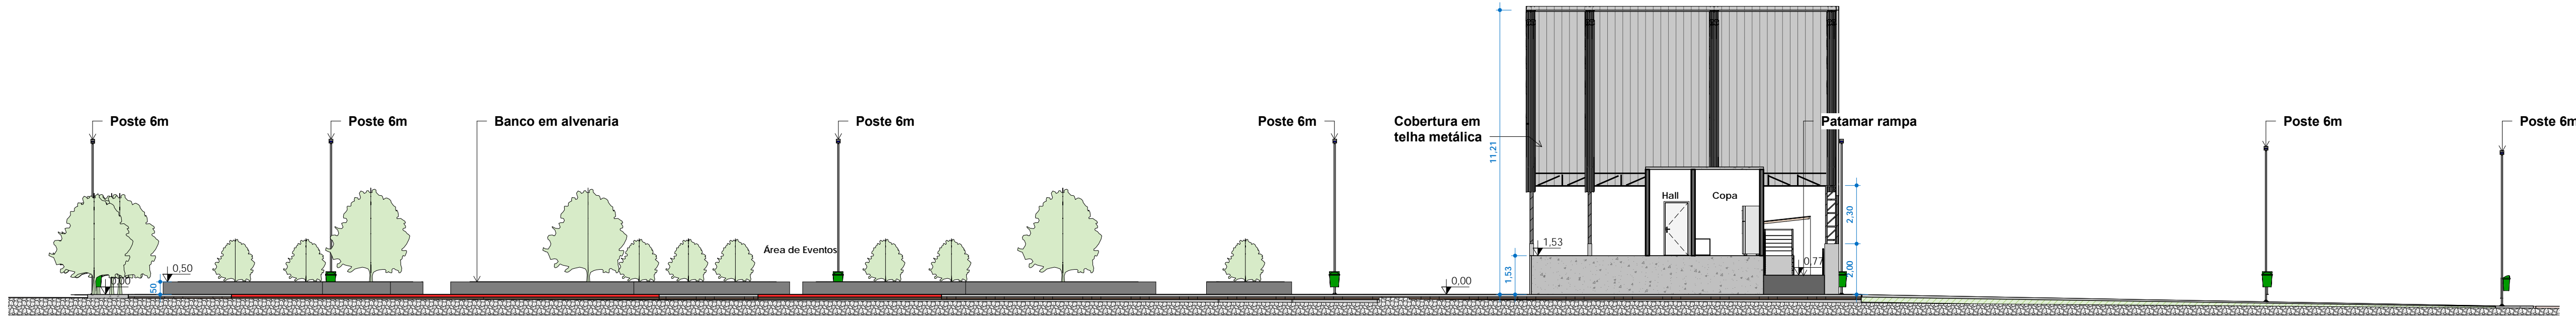 Poste 6m
Poste 6m
Banco em alvenaria
Poste 6m
Poste 6m
Cobertura em
telha metálica
Patamar rampa
Poste 6m
Poste 6m
11,21
Hall
Copa
2,30
Área de Eventos
1,53
0,50
0,00
50
0,00
1,53
0,77
2,00